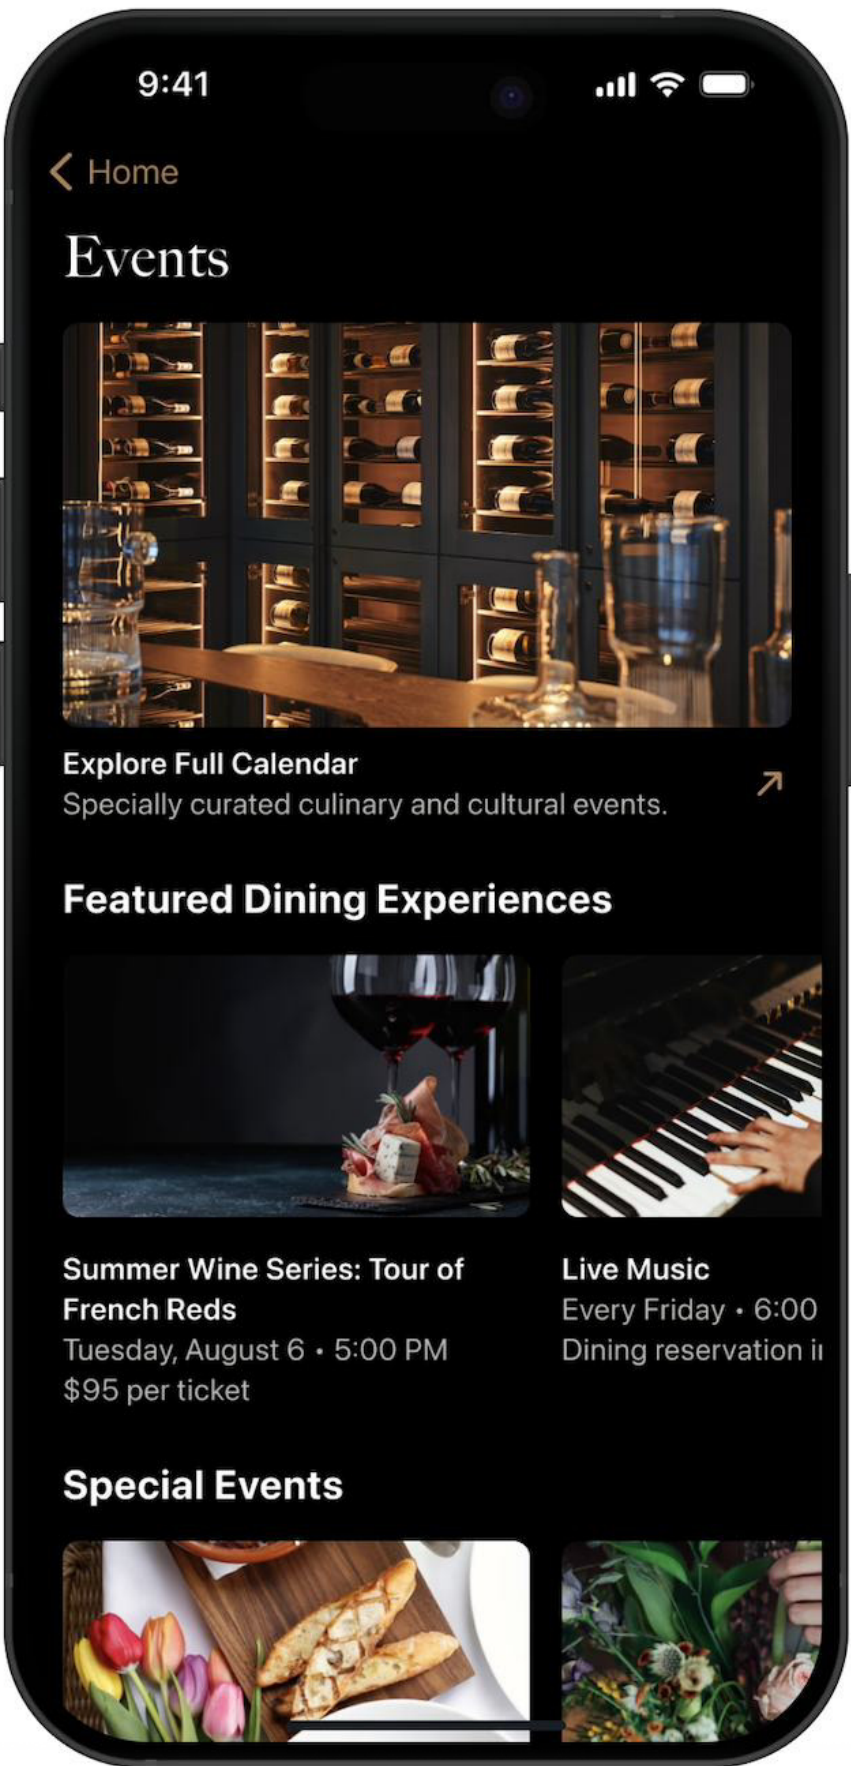 9:41
Home
Events
Explore Full Calendar
Specially curated culinary and cultural events.
Featured Dining Experiences
Summer Wine Series: Tour of
French Reds
Tuesday, August 6 • 5:00 PM
$95 per ticket
Live Music
Every Friday • 6:00
Dining reservation
Special Events